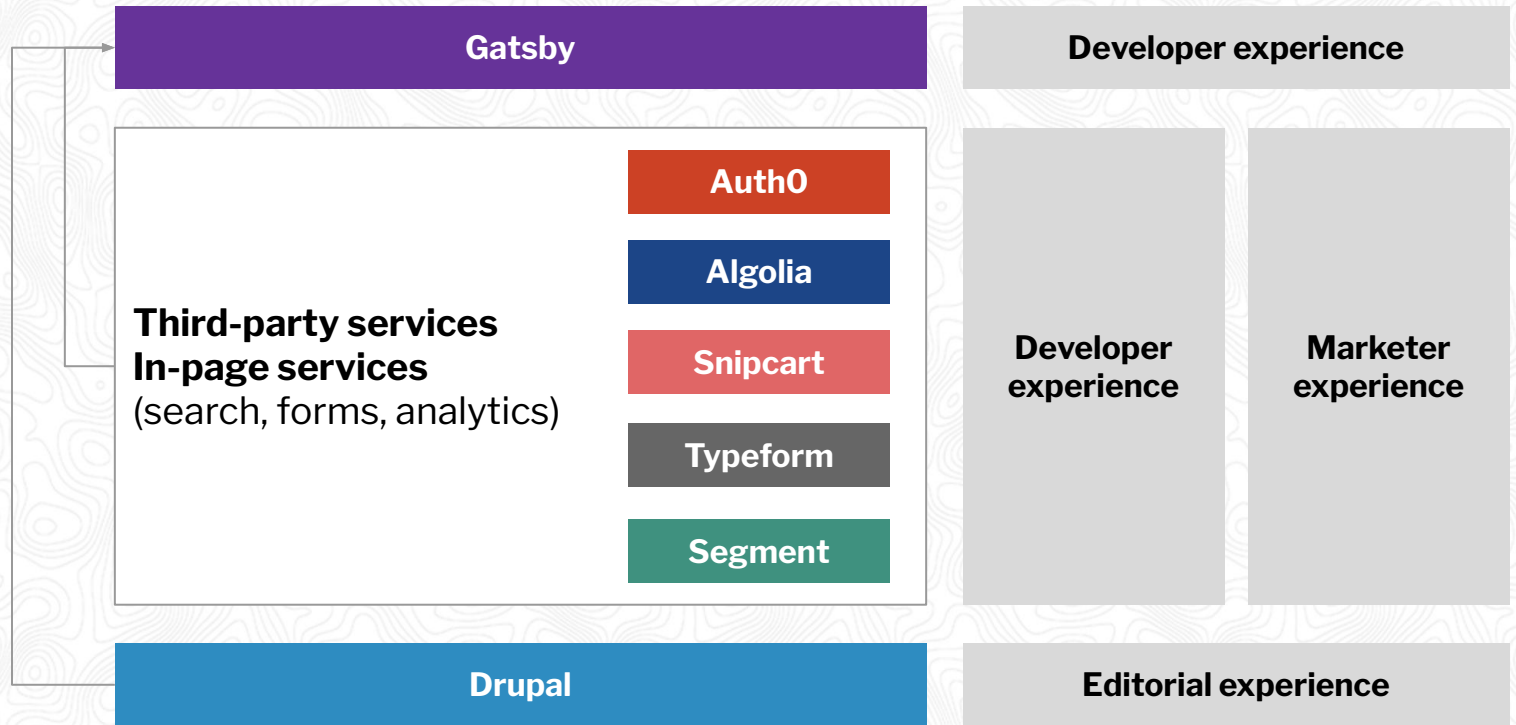 Gatsby
Developer experience
Auth0
Algolia
Third-party services
In-page services
(search, forms, analytics)
Snipcart
Typeform
Segment
Developer
experience
Marketer
experience
Drupal
Editorial experience